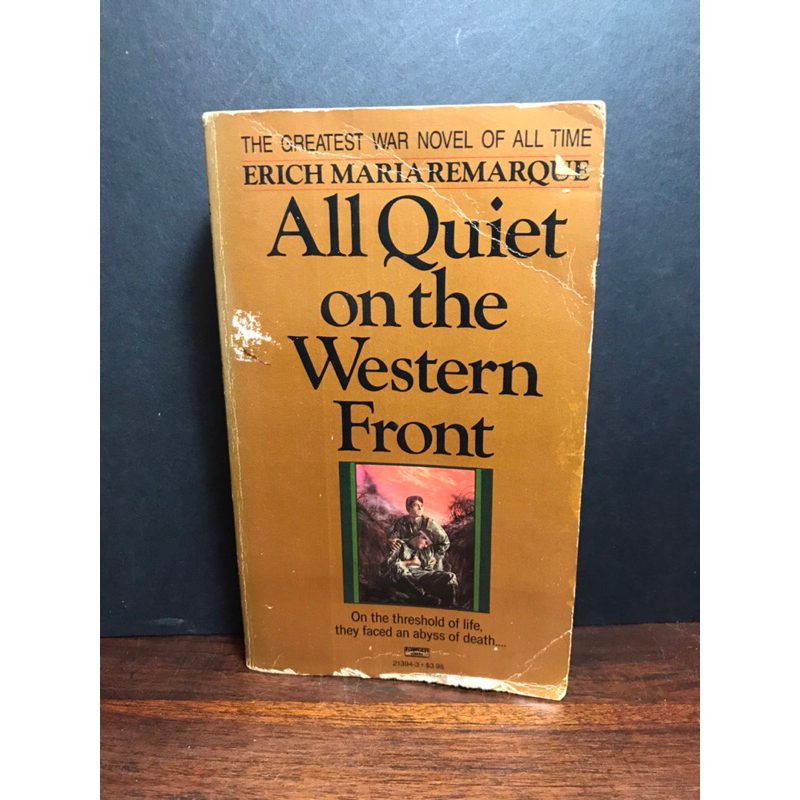 THE GREATEST WAR NOVEL OF ALL TIME
ERICH MARIA REMARQUE
All Quiet
on the
Western
Front
On the threshold of life,
they faced an abyss of death....
21394-3 • $3.95